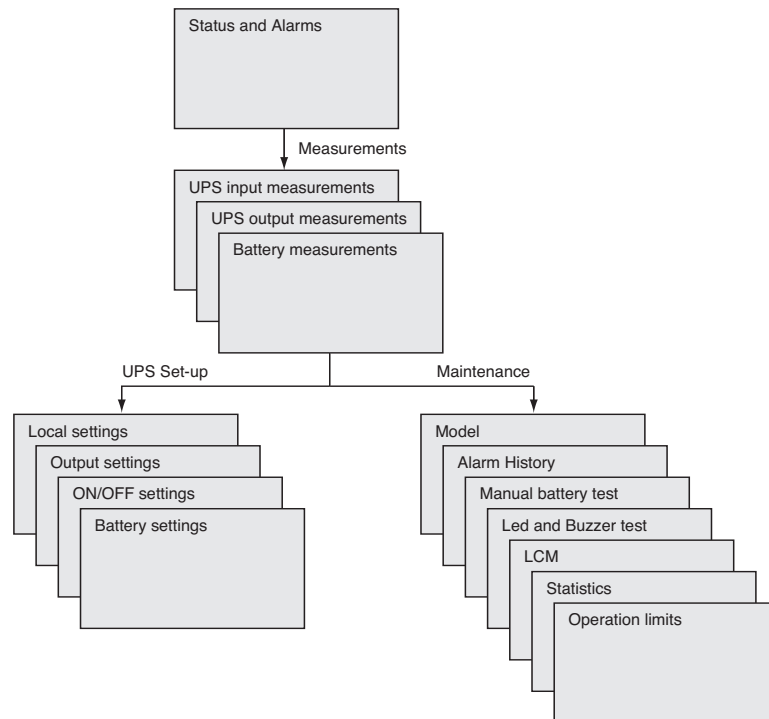 Status and Alarms
Measurements
UPS input measurements
UPS output measurements
Battery measurements
UPS Set-up
Maintenance
Local settings
Output settings
ON/OFF settings
Battery settings
Model
Alarm History
Manual battery test
Led and Buzzer test
LCM
Statistics
Operation limits